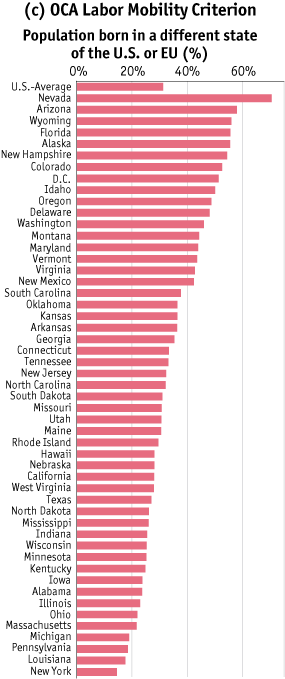 (c) OCA Labor Mobility Criterion
Population born in a different state
of the U.S. or EU (%)
0% 20% 40% 60%
U.S.-Average
Nevada
Arizona
Wyoming
Florida
Alaska
New Hampshire
Colorado
D.C.
Idaho
Oregon
Delaware
Washington
Montana
Maryland
Vermont
Virginia
New Mexico
South Carolina
Oklahoma
Kansas
Arkansas
Georgia
Connecticut
Tennessee
New Jersey
North Carolina
South Dakota
Missouri
Utah
Maine
Rhode Island
Hawaii
Nebraska
California
West Virginia
Texas
North Dakota
Mississippi
Indiana
Wisconsin
Minnesota
Kentucky
Iowa
Alabama
Illinois
Ohio
Massachusetts
Michigan
Pennsylvania
Louisiana
New York